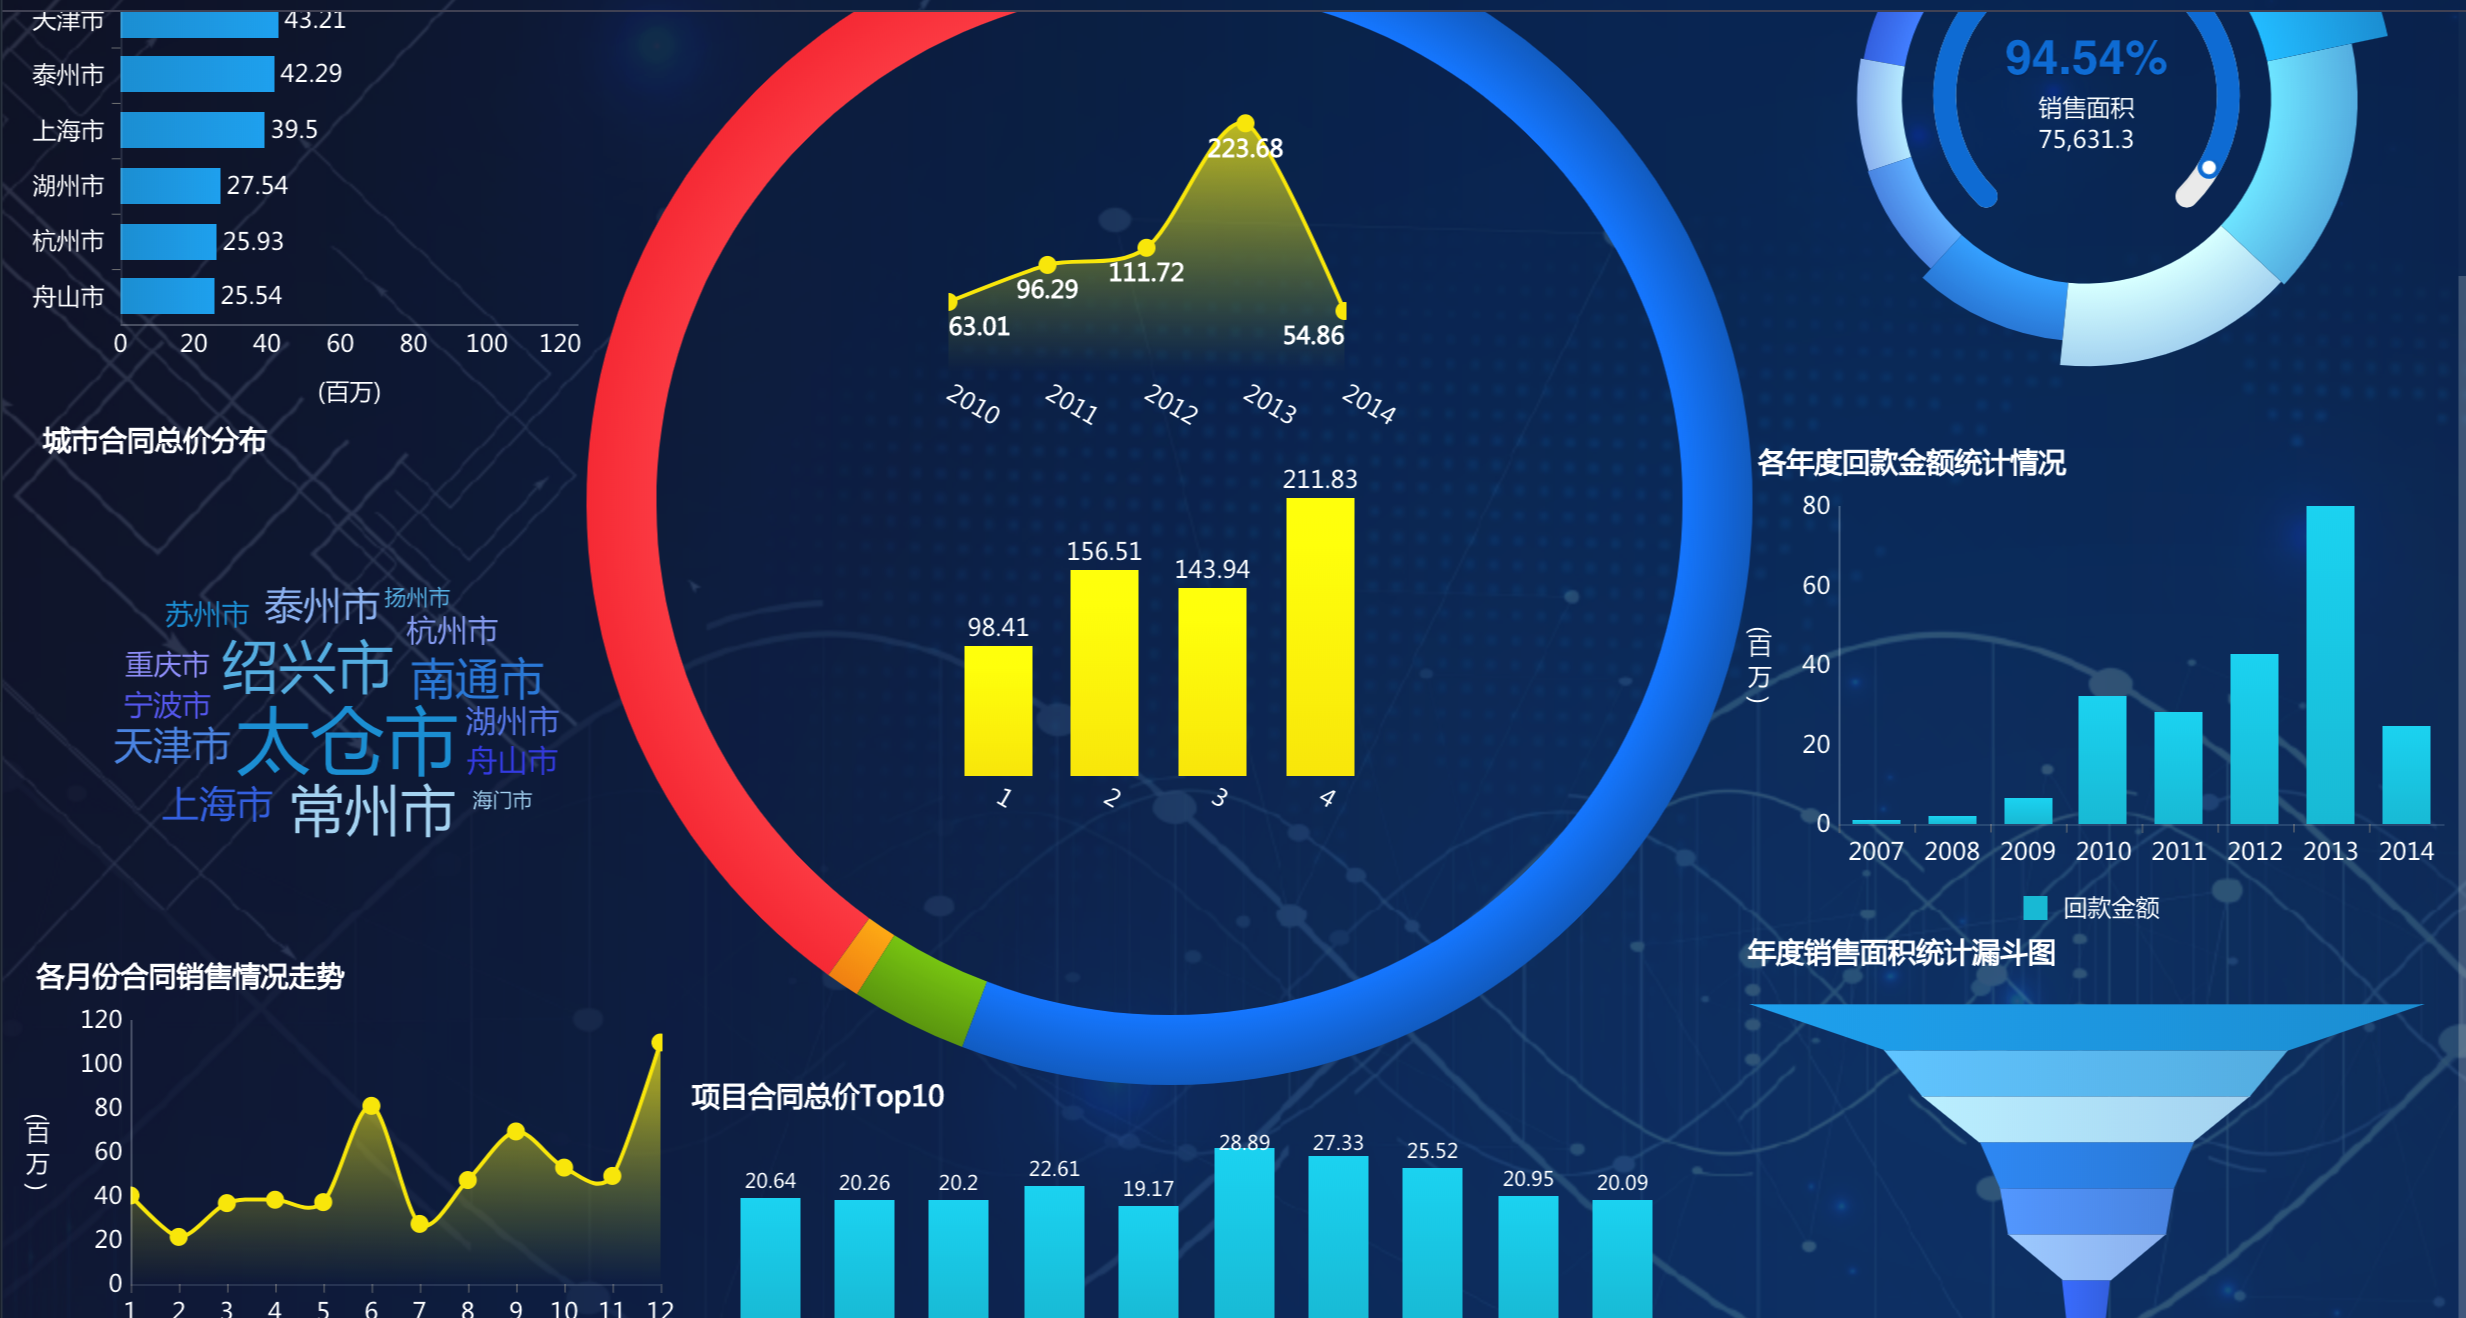 天津市 43.21
泰州市 42.29
上海市 39.5
湖州市 27.54
杭州市 25.93
舟山市 25.54
0 20 40 60 80 100 120
(百万)
城市合同总价分布
苏州市 泰州市 扬州市
杭州市
重庆市 绍兴市 南通市
宁波市
天津市 太仓市 湖州市
舟山市
上海市 常州市 海门市
各月份合同销售情况走势
120
100
80
60
40
20
0
(百万)
1 2 3 4 5 6 7 8 9 10 11 12
223.68
111.72
96.29
63.01
54.86
2010 2011 2012 2013 2014
211.83
156.51
143.94
98.41
1 2 3 4
项目合同总价Top10
20.64 20.26 20.2 22.61 19.17 28.89 27.33 25.52 20.95 20.09
94.54%
销售面积
75,631.3
各年度回款金额统计情况
80
60
40
20
0
(百万)
2007 2008 2009 2010 2011 2012 2013 2014
回款金额
年度销售面积统计漏斗图